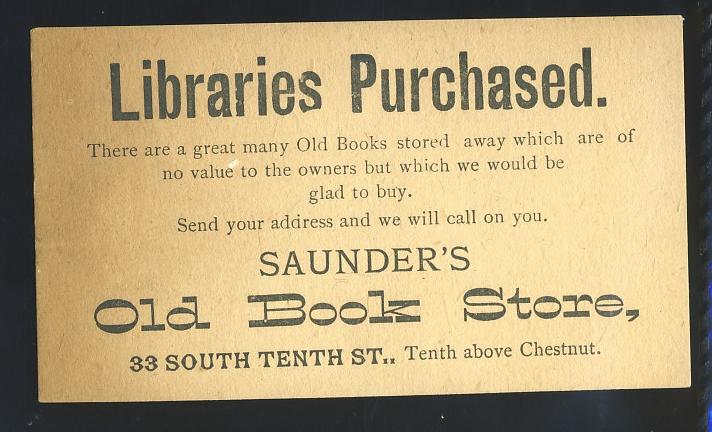 Libraries Purchased.
There are a great many Old Books stored away which are of
no value to the owners but which we would be
glad to buy.
Send your address and we will call on you.
SAUNDER'S
Old Book Store,
33 SOUTH TENTH ST.. Tenth above Chestnut.